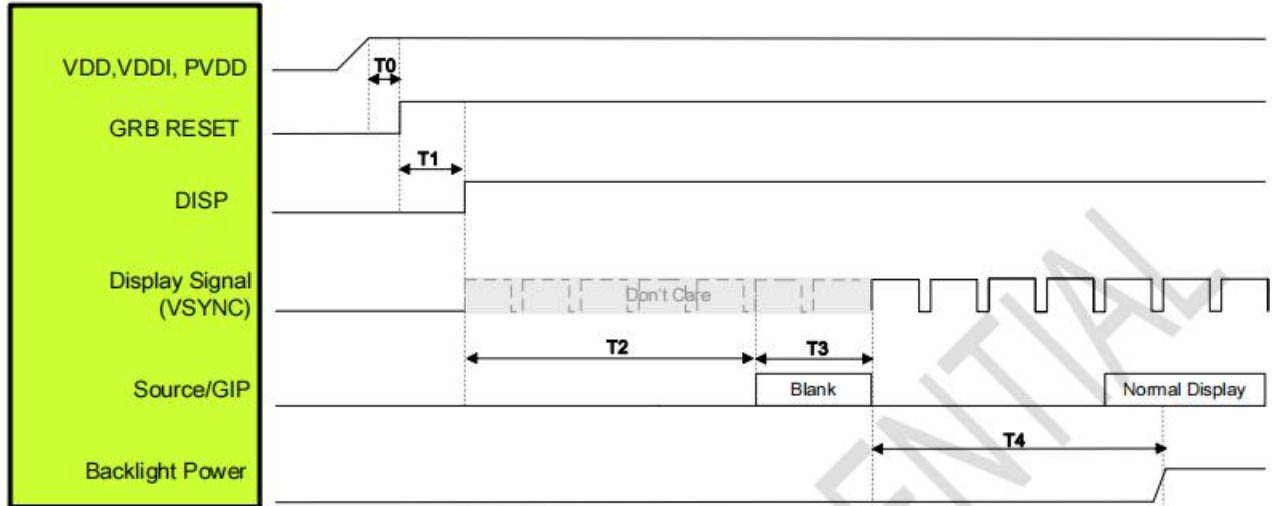 VDD,VDDI, PVDD
T0
GRB RESET
T1
DISP
Display Signal
(VSYNC)
Don't Care
T2
T3
Source/GIP
Blank
Normal Display
T4
Backlight Power
ENTIAL